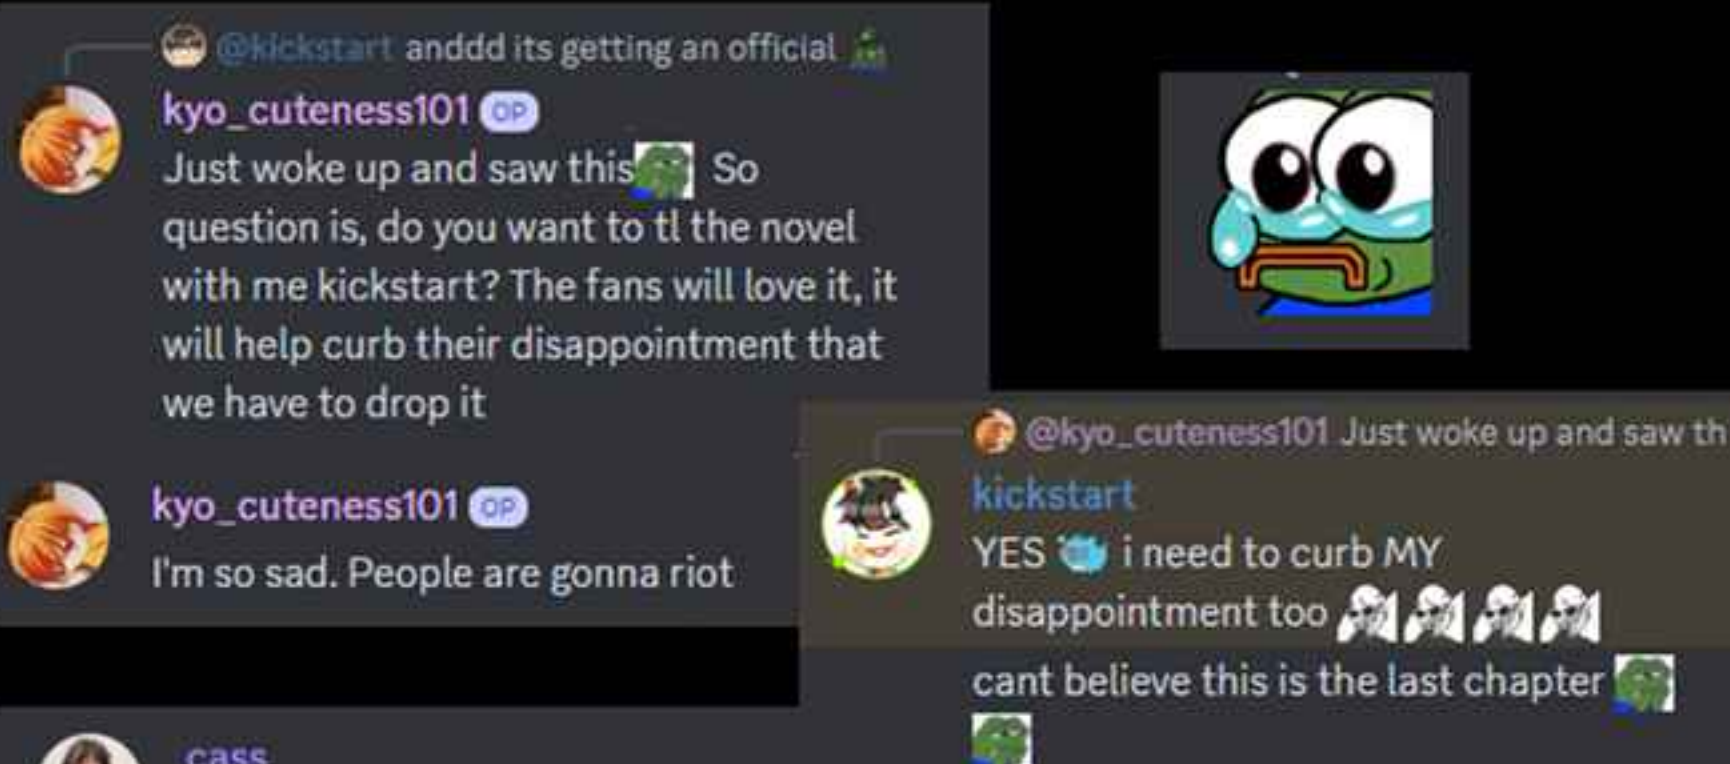 @kickstart anddd its getting an official
kyo_cuteness101 OP
Just woke up and saw this So
question is, do you want to tl the novel
with me kickstart? The fans will love it, it
will help curb their disappointment that
we have to drop it
kyo_cuteness101 OP
I'm so sad. People are gonna riot
@kyo_cuteness101 Just woke up and saw th
kickstart
YES i need to curb MY
disappointment too
cant believe this is the last chapter
cass